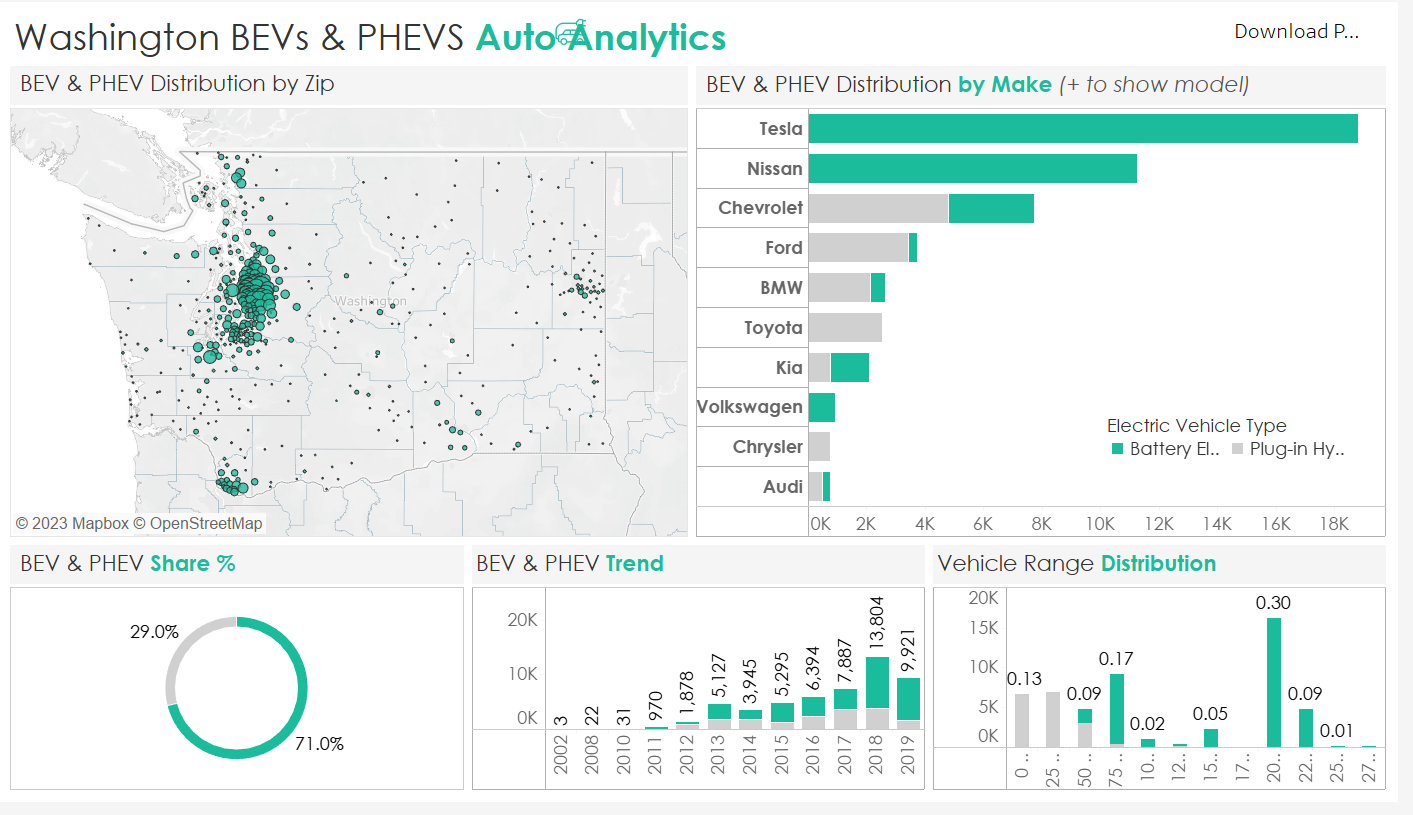 Washington BEVs & PHEVS Auto Analytics
Download P...
BEV & PHEV Distribution by Zip
Washington
© 2023 Mapbox © OpenStreetMap
BEV & PHEV Distribution by Make (+ to show model)
Tesla
Nissan
Chevrolet
Ford
BMW
Toyota
Kia
Volkswagen
Chrysler
Audi
Electric Vehicle Type
Battery El.. Plug-in Hy..
0K 2K 4K 6K 8K 10K 12K 14K 16K 18K
BEV & PHEV Share %
29.0%
71.0%
BEV & PHEV Trend
20K
10K
0K
3 22 31 970 1,878 5,127 3,945 5,295 6,394 7,887 13,804 9,921
2002 2008 2010 2011 2012 2013 2014 2015 2016 2017 2018 2019
Vehicle Range Distribution
20K
15K
10K
5K
0K
0.13 0.09 0.17 0.02 0.05 0.30 0.09 0.01
0 .. 25 .. 50 .. 75 .. 10.. 12.. 15.. 17.. 20.. 22.. 25.. 27..